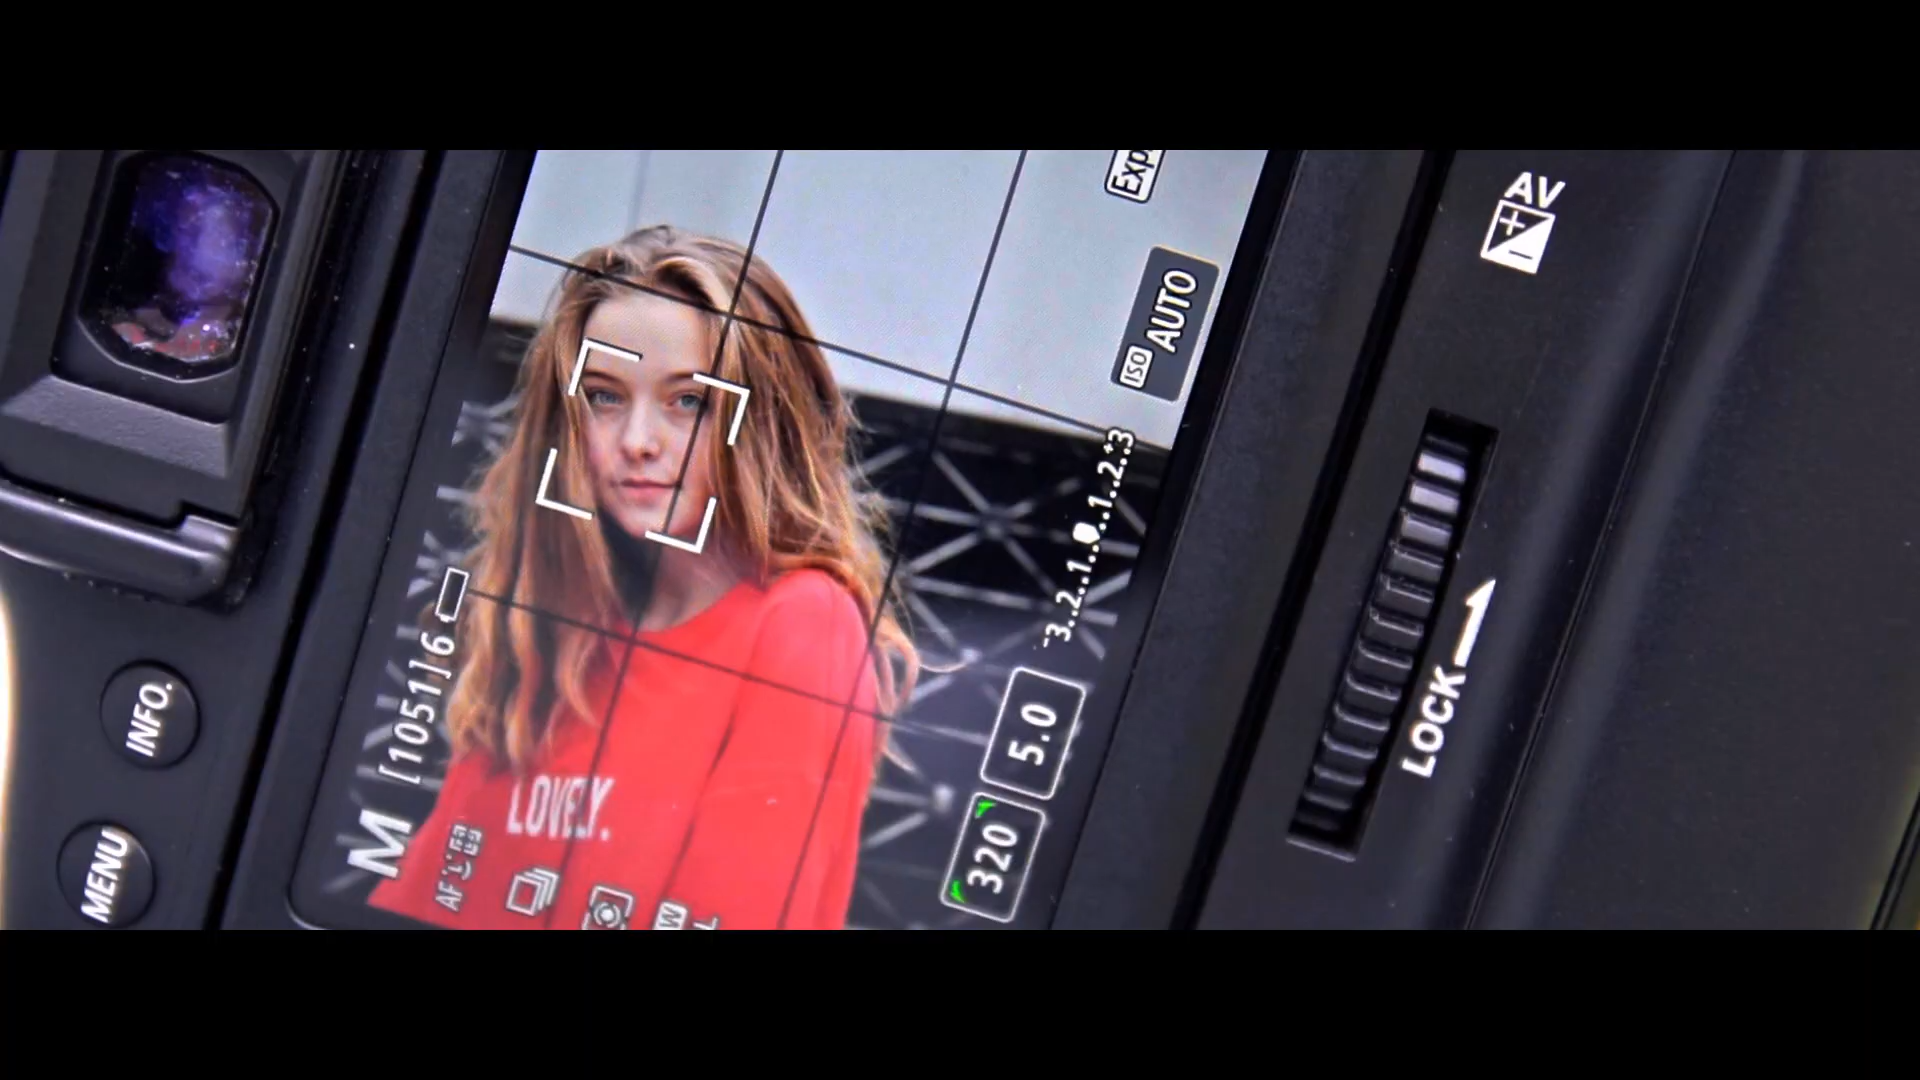 MENU
INFO.
M
[1051] 6
AF
LOVELY.
320
5.0
-3..2..1..0..1..2.+3
ISO
AUTO
Exp
AV
LOCK